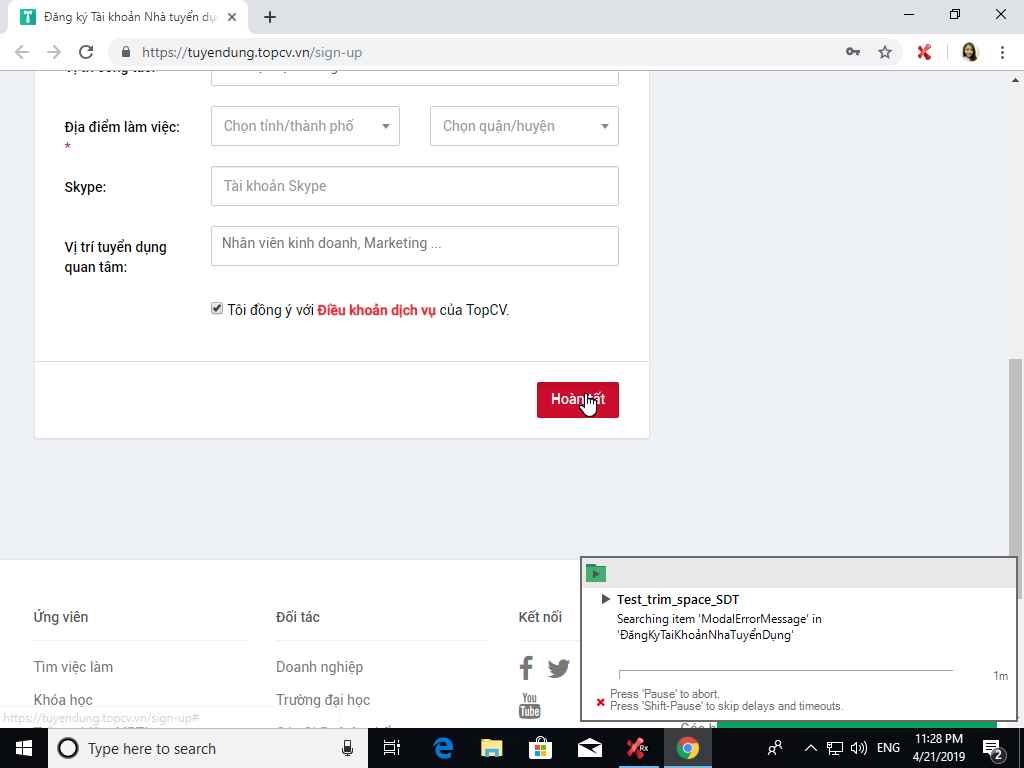 Đăng ký Tài khoản Nhà tuyển dụ
https://tuyendung.topcv.vn/sign-up
Địa điểm làm việc:
*
Chọn tỉnh/thành phố
Chọn quận/huyện
Skype:
Tài khoản Skype
Vị trí tuyển dụng
quan tâm:
Nhân viên kinh doanh, Marketing ...
Tôi đồng ý với Điều khoản dịch vụ của TopCV.
Hoàn tất
Ứng viên
Đối tác
Kết nối
Tìm việc làm
Doanh nghiệp
Khóa học
Trường đại học
You
Tube
https://tuyendung.topcv.vn/sign-up#
Test_trim_space_SDT
Searching item 'ModalErrorMessage' in
'ĐăngKyTaiKhoảnNhaTuyểnDụng'
1m
Press 'Pause' to abort.
Press 'Shift-Pause' to skip delays and timeouts.
Type here to search
Rx
ENG
11:28 PM
4/21/2019
2